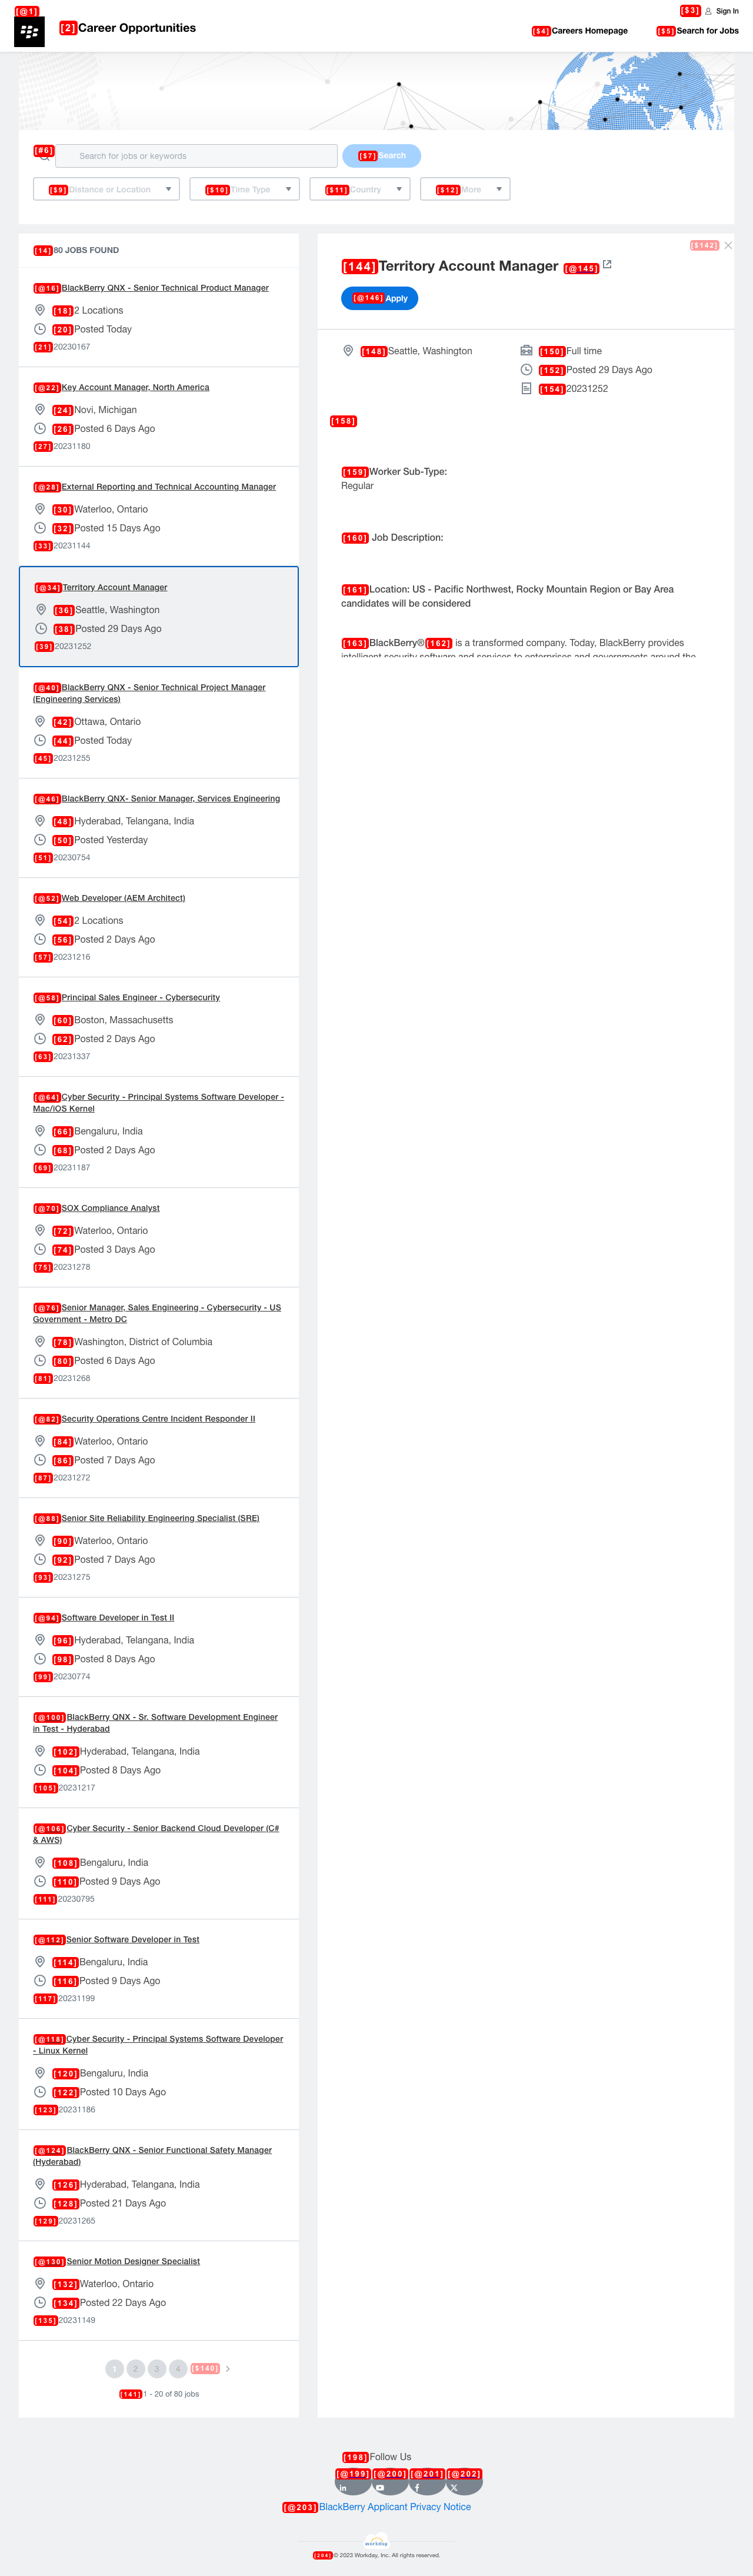 [@1]
[2]Career Opportunities
[$3] Sign In
[$4]Careers Homepage
[$5]Search for Jobs
[#6] Search for jobs or keywords
[$7]Search
[$9]Distance or Location
[$10]Time Type
[$11]Country
[$12]More
[14]80 JOBS FOUND
[@16]BlackBerry QNX - Senior Technical Product Manager
[18]2 Locations
[20]Posted Today
[21]20230167
[@22]Key Account Manager, North America
[24]Novi, Michigan
[26]Posted 6 Days Ago
[27]20231180
[@28]External Reporting and Technical Accounting Manager
[30]Waterloo, Ontario
[32]Posted 15 Days Ago
[33]20231144
[@34]Territory Account Manager
[36]Seattle, Washington
[38]Posted 29 Days Ago
[39]20231252
[@40]BlackBerry QNX - Senior Technical Project Manager
(Engineering Services)
[42]Ottawa, Ontario
[44]Posted Today
[45]20231255
[@46]BlackBerry QNX- Senior Manager, Services Engineering
[48]Hyderabad, Telangana, India
[50]Posted Yesterday
[51]20230754
[@52]Web Developer (AEM Architect)
[54]2 Locations
[56]Posted 2 Days Ago
[57]20231216
[@58]Principal Sales Engineer - Cybersecurity
[60]Boston, Massachusetts
[62]Posted 2 Days Ago
[63]20231337
[@64]Cyber Security - Principal Systems Software Developer -
Mac/iOS Kernel
[66]Bengaluru, India
[68]Posted 2 Days Ago
[69]20231187
[@70]SOX Compliance Analyst
[72]Waterloo, Ontario
[74]Posted 3 Days Ago
[75]20231278
[@76]Senior Manager, Sales Engineering - Cybersecurity - US
Government - Metro DC
[78]Washington, District of Columbia
[80]Posted 6 Days Ago
[81]20231268
[@82]Security Operations Centre Incident Responder II
[84]Waterloo, Ontario
[86]Posted 7 Days Ago
[87]20231272
[@88]Senior Site Reliability Engineering Specialist (SRE)
[90]Waterloo, Ontario
[92]Posted 7 Days Ago
[93]20231275
[@94]Software Developer in Test II
[96]Hyderabad, Telangana, India
[98]Posted 8 Days Ago
[99]20230774
[@100]BlackBerry QNX - Sr. Software Development Engineer
in Test - Hyderabad
[102]Hyderabad, Telangana, India
[104]Posted 8 Days Ago
[105]20231217
[@106]Cyber Security - Senior Backend Cloud Developer (C#
& AWS)
[108]Bengaluru, India
[110]Posted 9 Days Ago
[111]20230795
[@112]Senior Software Developer in Test
[114]Bengaluru, India
[116]Posted 9 Days Ago
[117]20231199
[@118]Cyber Security - Principal Systems Software Developer
- Linux Kernel
[120]Bengaluru, India
[122]Posted 10 Days Ago
[123]20231186
[@124]BlackBerry QNX - Senior Functional Safety Manager
(Hyderabad)
[126]Hyderabad, Telangana, India
[128]Posted 21 Days Ago
[129]20231265
[@130]Senior Motion Designer Specialist
[132]Waterloo, Ontario
[134]Posted 22 Days Ago
[135]20231149
1 2 3 4 [$140]
[141]1 - 20 of 80 jobs
[$142]
[144]Territory Account Manager [@145]
[@146]Apply
[148]Seattle, Washington
[150]Full time
[152]Posted 29 Days Ago
[154]20231252
[158]
[159]Worker Sub-Type:
Regular
[160] Job Description:
[161]Location: US - Pacific Northwest, Rocky Mountain Region or Bay Area
candidates will be considered
[163]BlackBerry®[162] is a transformed company. Today, BlackBerry provides
intelligent security software and services to enterprises and governments around the
[198]Follow Us
[@199][@200][@201][@202]
[@203]BlackBerry Applicant Privacy Notice
workday
[204]© 2023 Workday, Inc. All rights reserved.